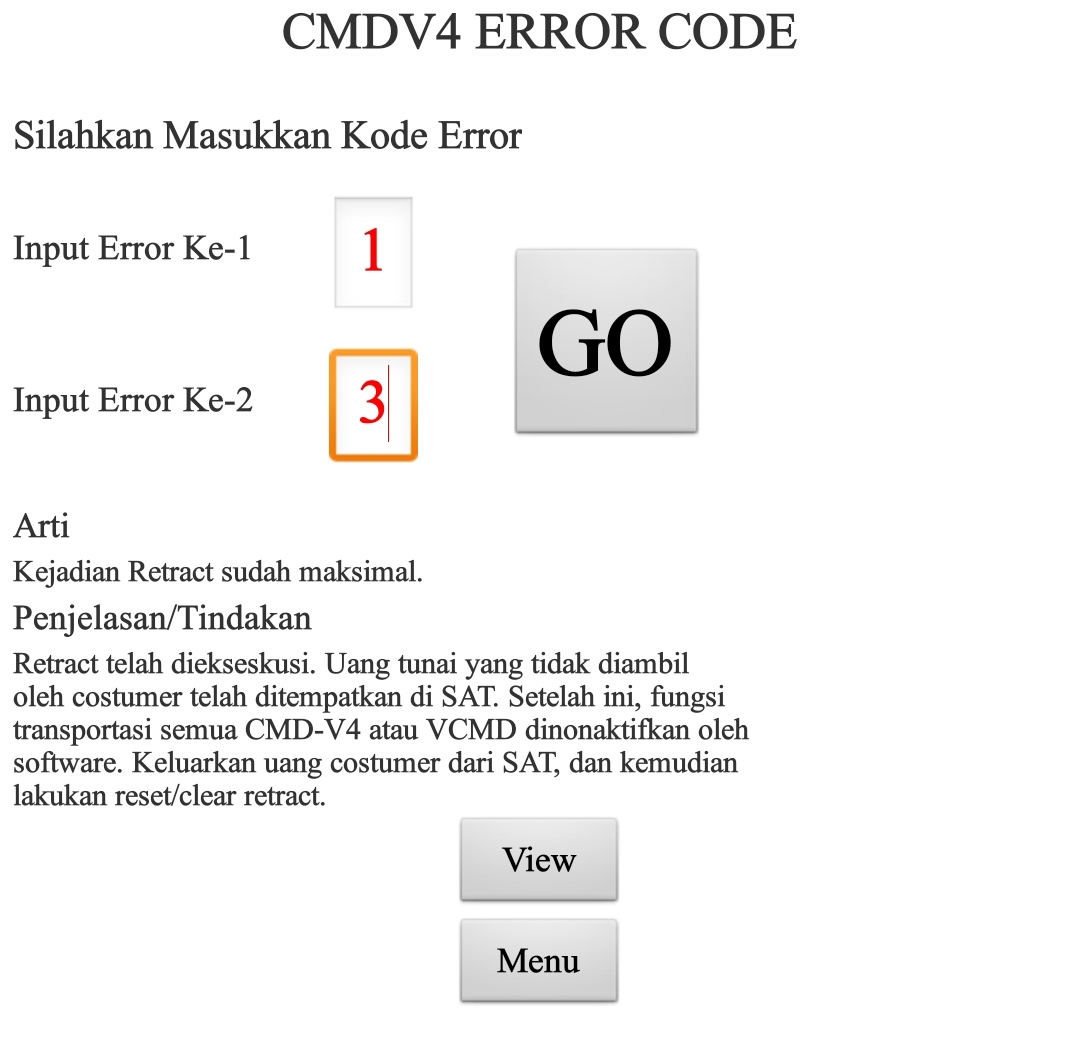 CMDV4 ERROR CODE
Silahkan Masukkan Kode Error
Input Error Ke-1
1
GO
Input Error Ke-2
3
Arti
Kejadian Retract sudah maksimal.
Penjelasan/Tindakan
Retract telah diekseskusi. Uang tunai yang tidak diambil
oleh costumer telah ditempatkan di SAT. Setelah ini, fungsi
transportasi semua CMD-V4 atau VCMD dinonaktifkan oleh
software. Keluarkan uang costumer dari SAT, dan kemudian
lakukan reset/clear retract.
View
Menu